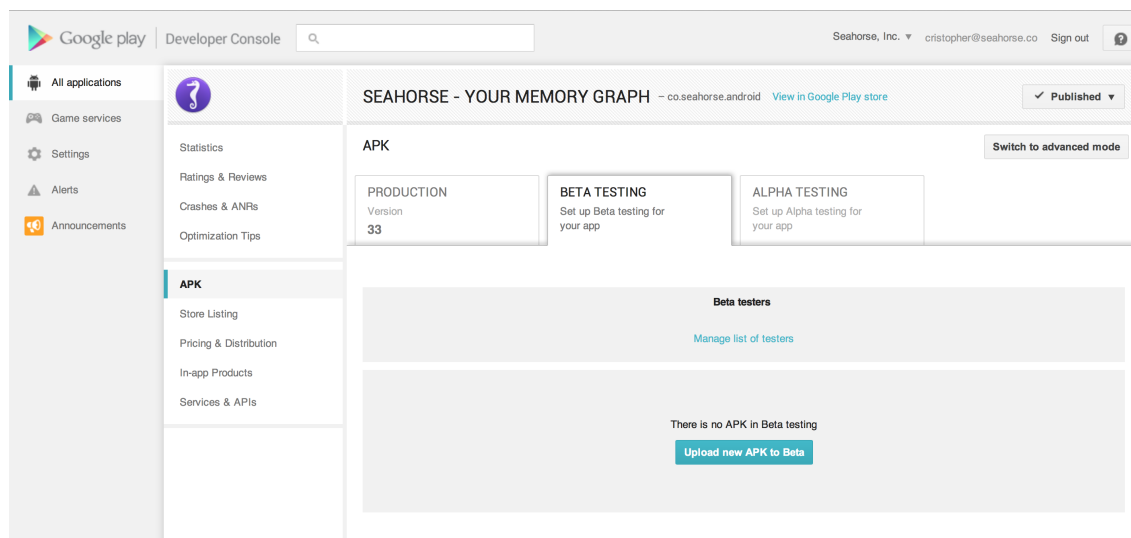 Google play Developer Console
Seahorse, Inc. ▼ cristopher@seahorse.co Sign out
All applications
Game services
Settings
Alerts
Announcements
Statistics
Ratings & Reviews
Crashes & ANRs
Optimization Tips
APK
Store Listing
Pricing & Distribution
In-app Products
Services & APIs
SEAHORSE - YOUR MEMORY GRAPH – co.seahorse.android View in Google Play store
✓ Published ▼
APK
Switch to advanced mode
PRODUCTION
Version
33
BETA TESTING
Set up Beta testing for
your app
ALPHA TESTING
Set up Alpha testing for
your app
Beta testers
Manage list of testers
There is no APK in Beta testing
Upload new APK to Beta